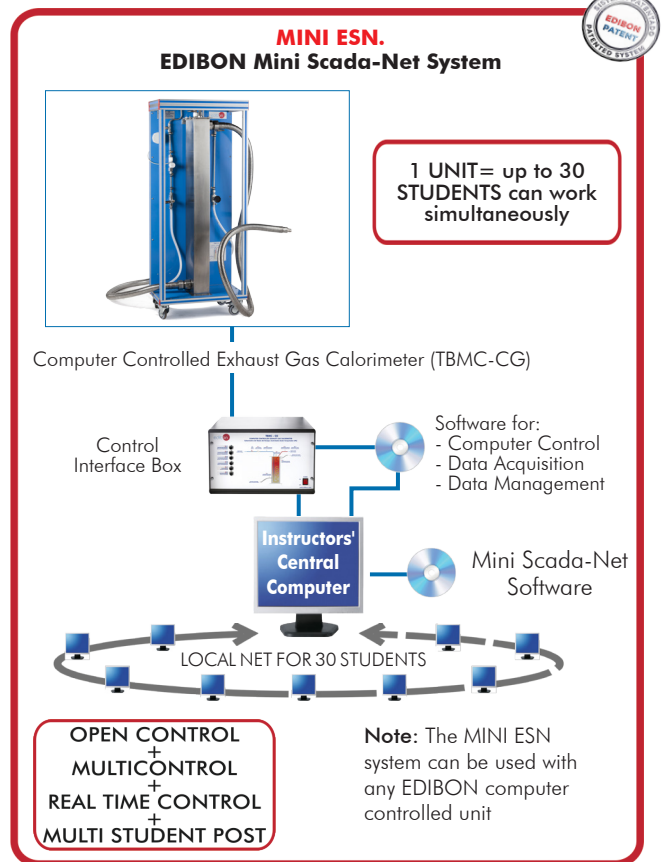 MINI ESN.
EDIBON Mini Scada-Net System
EDIBON
PATENT
PATENTED SYSTEM
1 UNIT= up to 30
STUDENTS can work
simultaneously
Computer Controlled Exhaust Gas Calorimeter (TBMC-CG)
Control
Interface Box
Software for:
- Computer Control
- Data Acquisition
- Data Management
Instructors'
Central
Computer
Mini Scada-Net
Software
LOCAL NET FOR 30 STUDENTS
OPEN CONTROL
+
MULTICONTROL
+
REAL TIME CONTROL
+
MULTI STUDENT POST
Note: The MINI ESN
system can be used with
any EDIBON computer
controlled unit